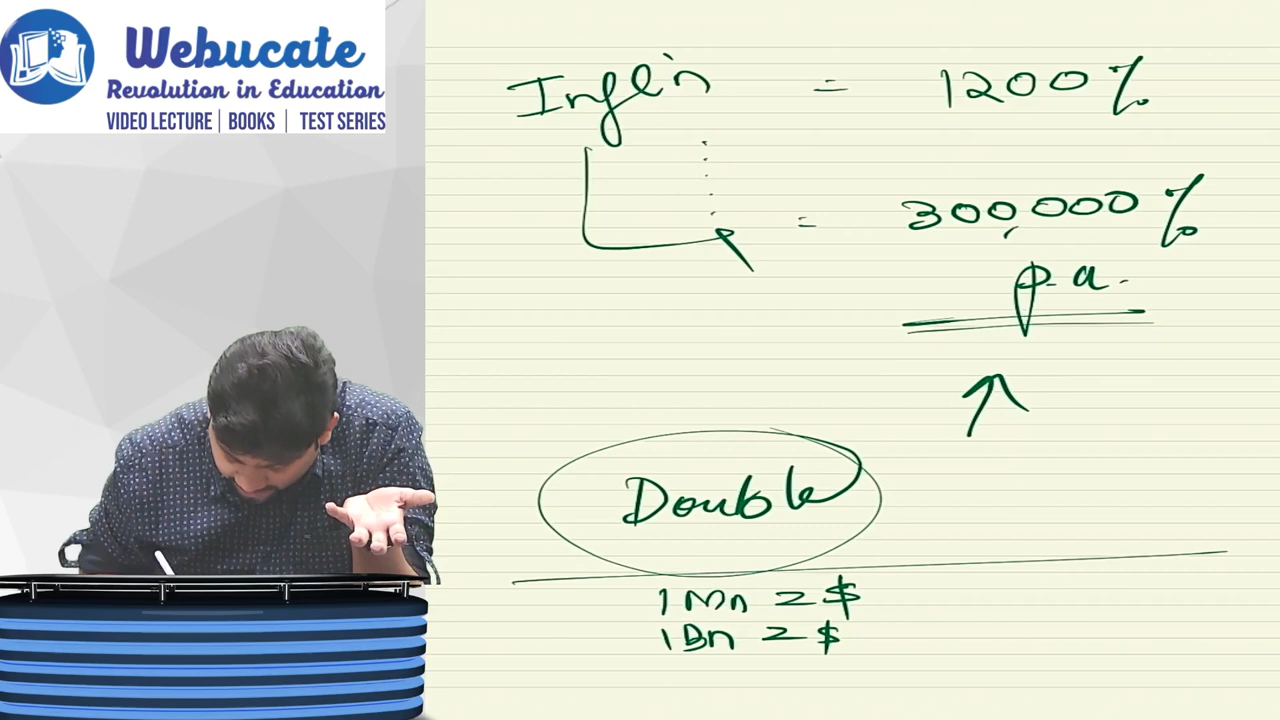 Webucate
Revolution in Education
VIDEO LECTURE | BOOKS | TEST SERIES
Infl'n = 1200 %
= 300,000 %
p.a.
Double
1 Mn Z $
1 Bn Z $